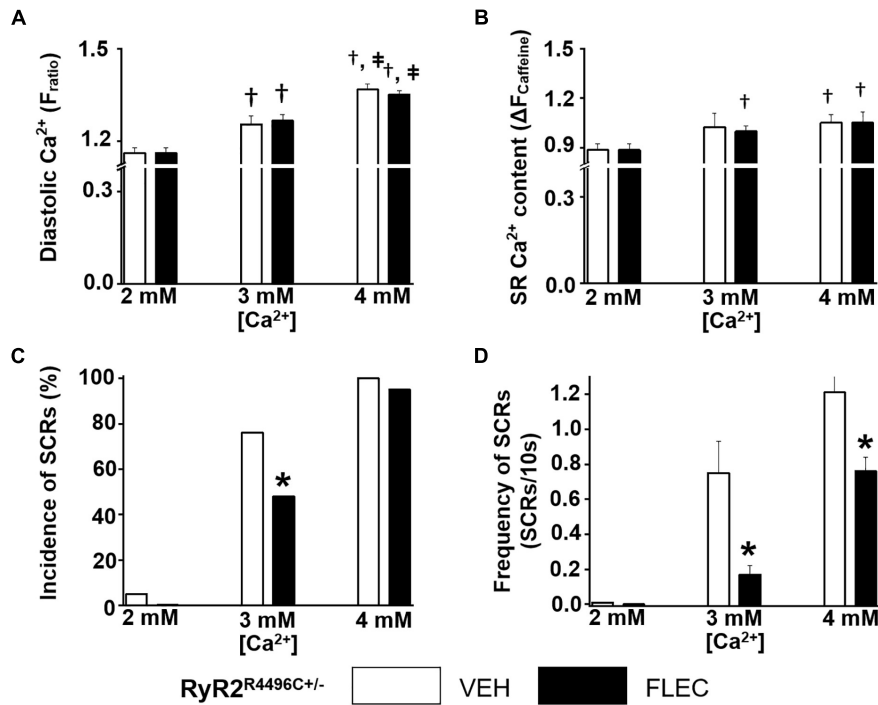 A
Diastolic Ca²⁺ (Fratio)
1.5
1.2
0.3
0.0
† †
†, ǂ †, ǂ
2 mM 3 mM 4 mM
[Ca²⁺]
B
SR Ca²⁺ content (ΔFCaffeine)
1.5
1.2
0.9
0.3
0.0
† † †
2 mM 3 mM 4 mM
[Ca²⁺]
C
Incidence of SCRs (%)
100
80
60
40
20
0
*
2 mM 3 mM 4 mM
[Ca²⁺]
D
Frequency of SCRs
(SCRs/10s)
1.2
0.8
0.4
0.2
0.0
* *
2 mM 3 mM 4 mM
[Ca²⁺]
RyR2ᴿ⁴⁴⁹⁶ᶜ⁺/⁻ VEH FLEC